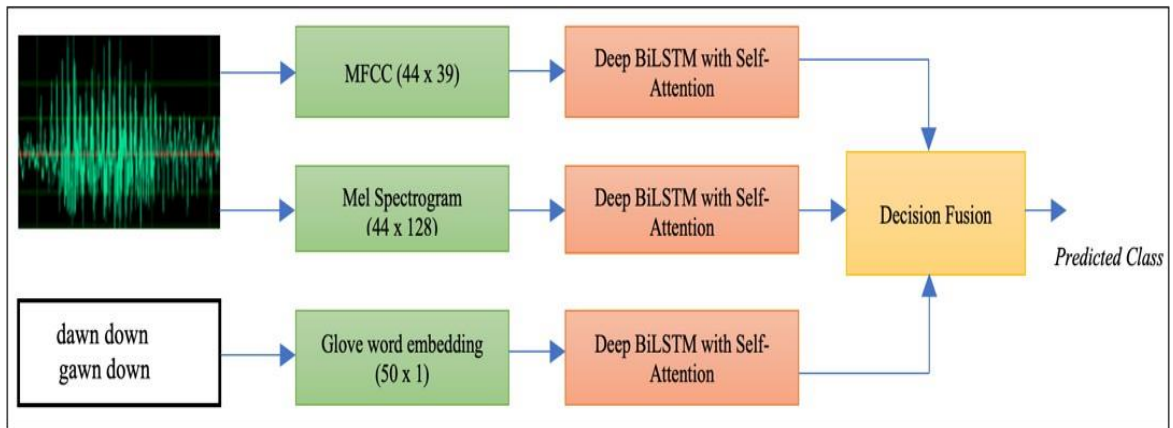 MFCC (44 x 39)
Deep BiLSTM with Self-
Attention
Mel Spectrogram
(44 x 128)
Deep BiLSTM with Self-
Attention
Decision Fusion
Predicted Class
dawn down
gawn down
Glove word embedding
(50 x 1)
Deep BiLSTM with Self-
Attention